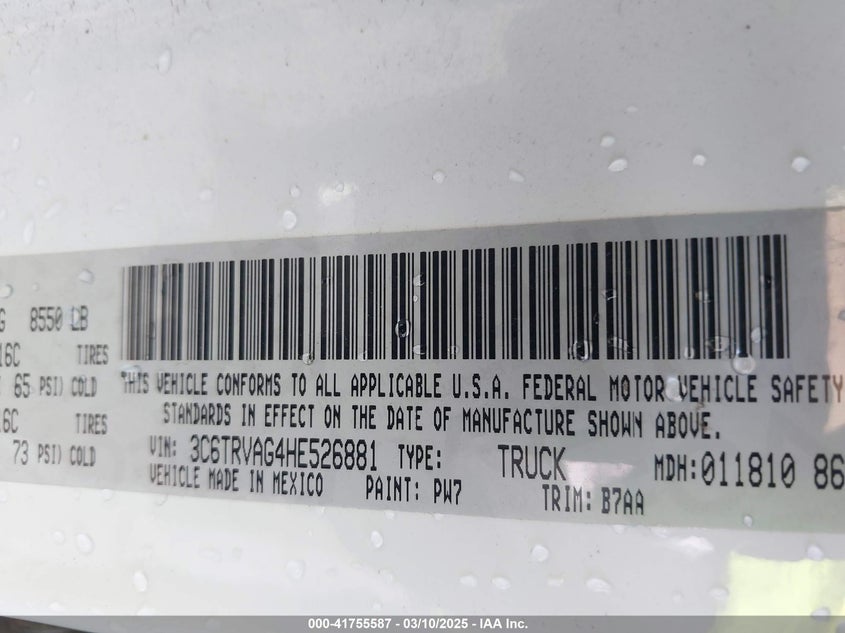 G 8550 LB
16C TIRES
65 PSI) COLD
16C TIRES
73 PSI) COLD
THIS VEHICLE CONFORMS TO ALL APPLICABLE U.S.A. FEDERAL MOTOR VEHICLE SAFETY
STANDARDS IN EFFECT ON THE DATE OF MANUFACTURE SHOWN ABOVE.
VIN: 3C6TRVAG4HE526881 TYPE: TRUCK MDH:011810 86
VEHICLE MADE IN MEXICO PAINT: PW7 TRIM: B7AA
000-41755587 - 03/10/2025 - IAA Inc.